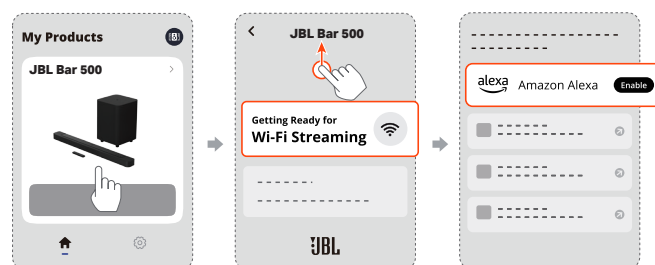 My Products
JBL Bar 500
JBL Bar 500
Getting Ready for
Wi-Fi Streaming
JBL
alexa
Amazon Alexa
Enable